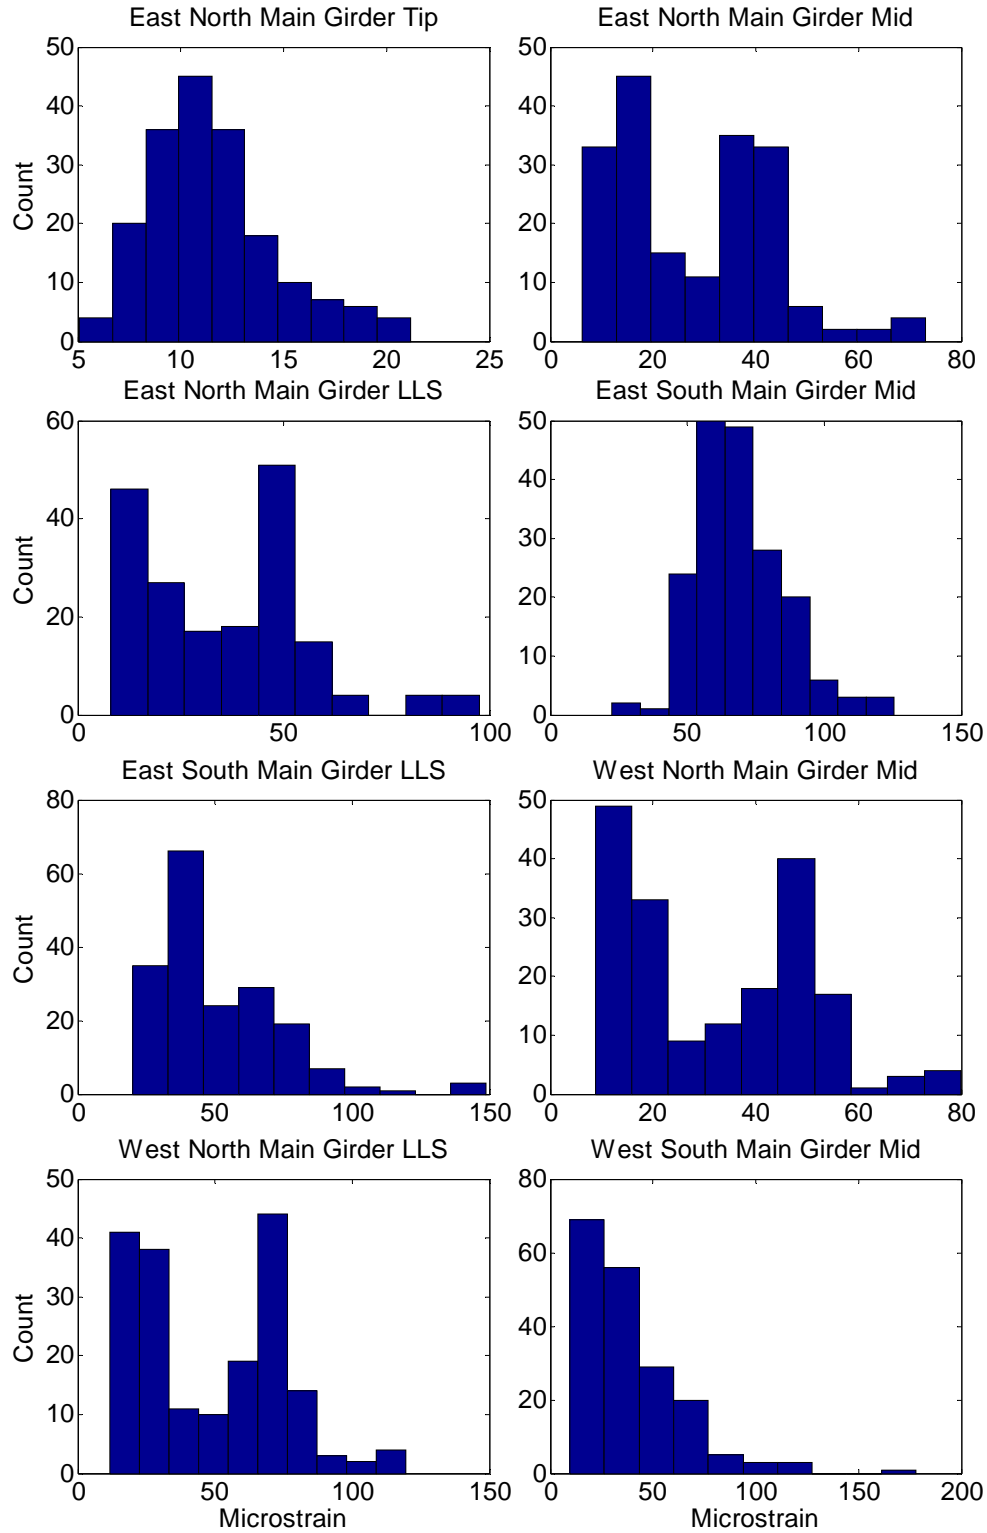 East North Main Girder Tip
East North Main Girder Mid
50
40
30
20
10
0
Count
5 10 15 20 25
50
40
30
20
10
0
0 20 40 60 80
East North Main Girder LLS
East South Main Girder Mid
60
40
20
0
Count
0 50 100
50
40
30
20
10
0
0 50 100 150
East South Main Girder LLS
West North Main Girder Mid
80
60
40
20
0
Count
0 50 100 150
50
40
30
20
10
0
0 20 40 60 80
West North Main Girder LLS
West South Main Girder Mid
50
40
30
20
10
0
Count
0 50 100 150
Microstrain
80
60
40
20
0
0 50 100 150 200
Microstrain